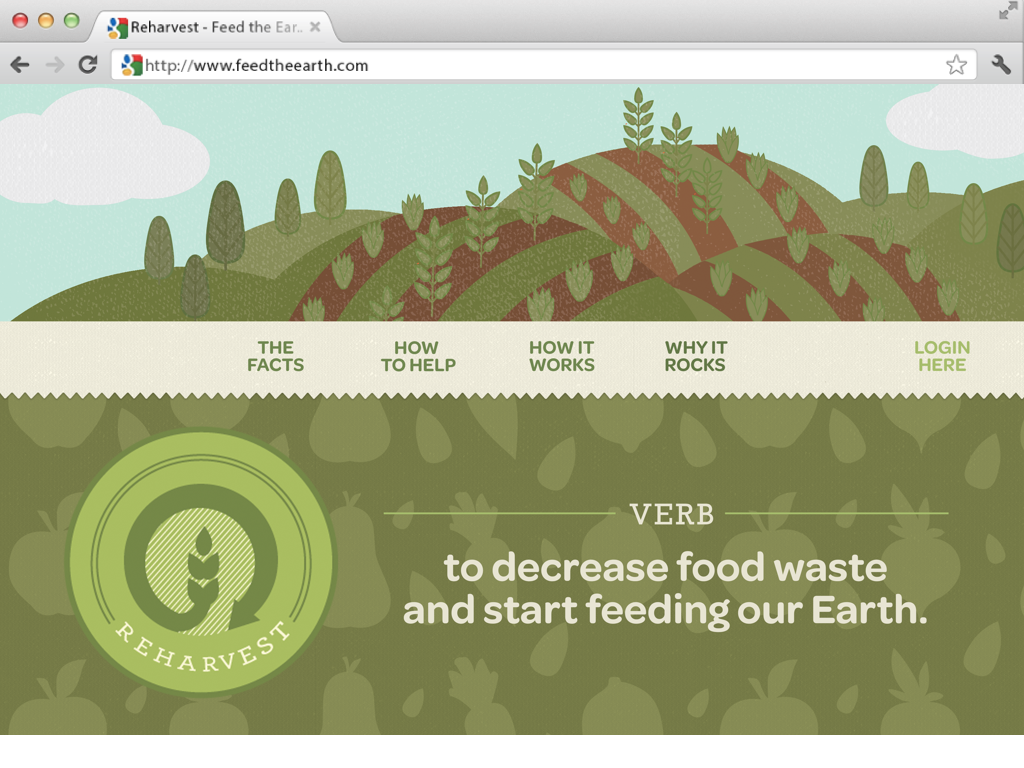 Reharvest - Feed the Ear..
http://www.feedtheearth.com
THE
FACTS
HOW
TO HELP
HOW IT
WORKS
WHY IT
ROCKS
LOGIN
HERE
REHARVEST
VERB
to decrease food waste
and start feeding our Earth.